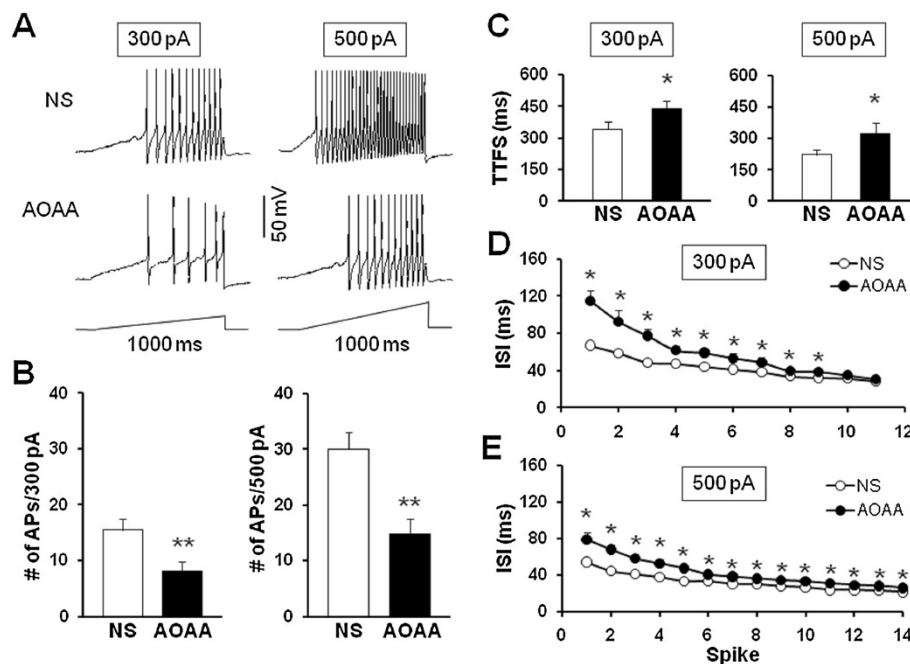 A
300 pA
500 pA
NS
AOAA
50 mV
1000 ms
1000 ms
B
# of APs/300 pA
40
30
20
10
0
**
NS AOAA
# of APs/500 pA
40
30
20
10
0
**
NS AOAA
C
300 pA
500 pA
TTFS (ms)
600
450
300
150
0
*
NS AOAA
600
450
300
150
0
*
NS AOAA
D
300 pA
NS
AOAA
ISI (ms)
160
120
80
40
0
* * * * * * * * *
0 2 4 6 8 10 12
E
500 pA
NS
AOAA
ISI (ms)
160
120
80
40
0
* * * * * * * * * * * * * *
0 2 4 6 8 10 12 14
Spike